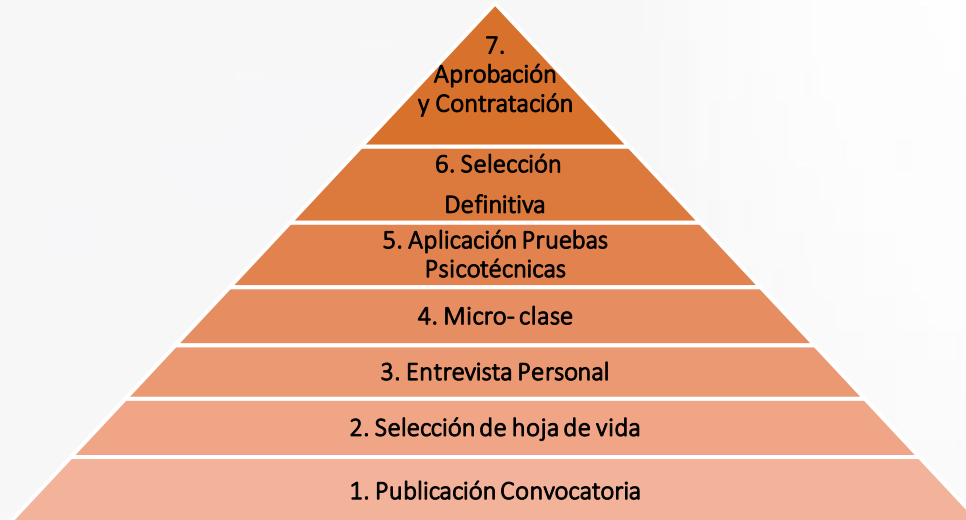 7.
Aprobación
y Contratación
6. Selección
Definitiva
5. Aplicación Pruebas
Psicotécnicas
4. Micro- clase
3. Entrevista Personal
2. Selección de hoja de vida
1. Publicación Convocatoria